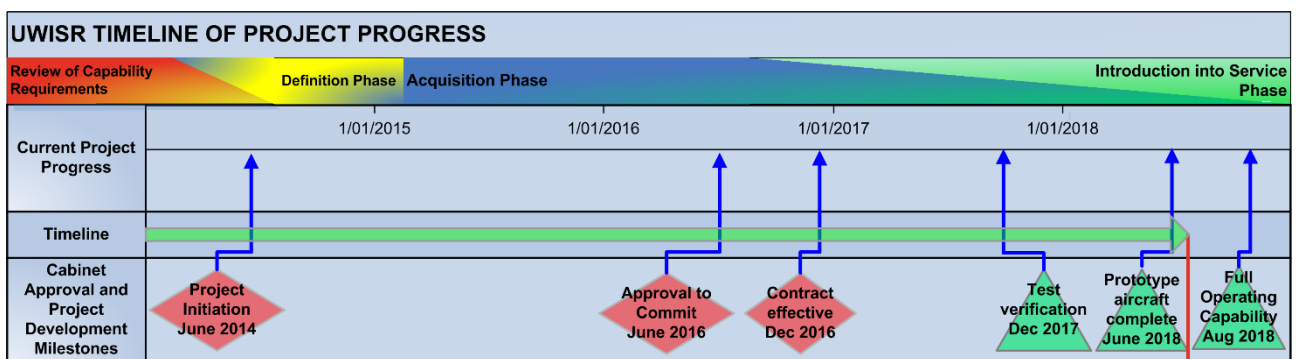 UWISR TIMELINE OF PROJECT PROGRESS
Review of Capability
Requirements
Definition Phase
Acquisition Phase
Introduction into Service
Phase
1/01/2015
1/01/2016
1/01/2017
1/01/2018
Current Project
Progress
Timeline
Cabinet
Approval and
Project
Development
Milestones
Project
Initiation
June 2014
Approval to
Commit
June 2016
Contract
effective
Dec 2016
Test
verification
Dec 2017
Prototype
aircraft
complete
June 2018
Full
Operating
Capability
Aug 2018